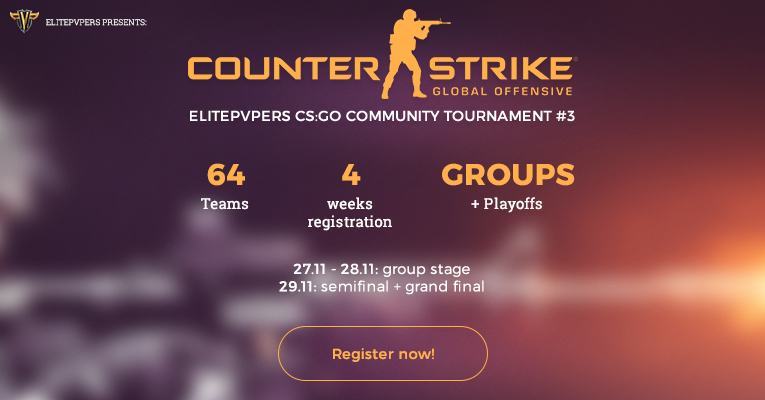 ELITEPVPERS PRESENTS:
COUNTER STRIKE
GLOBAL OFFENSIVE
ELITEPVPERS CS:GO COMMUNITY TOURNAMENT #3
64
Teams
4
weeks
registration
GROUPS
+ Playoffs
27.11 - 28.11: group stage
29.11: semifinal + grand final
Register now!